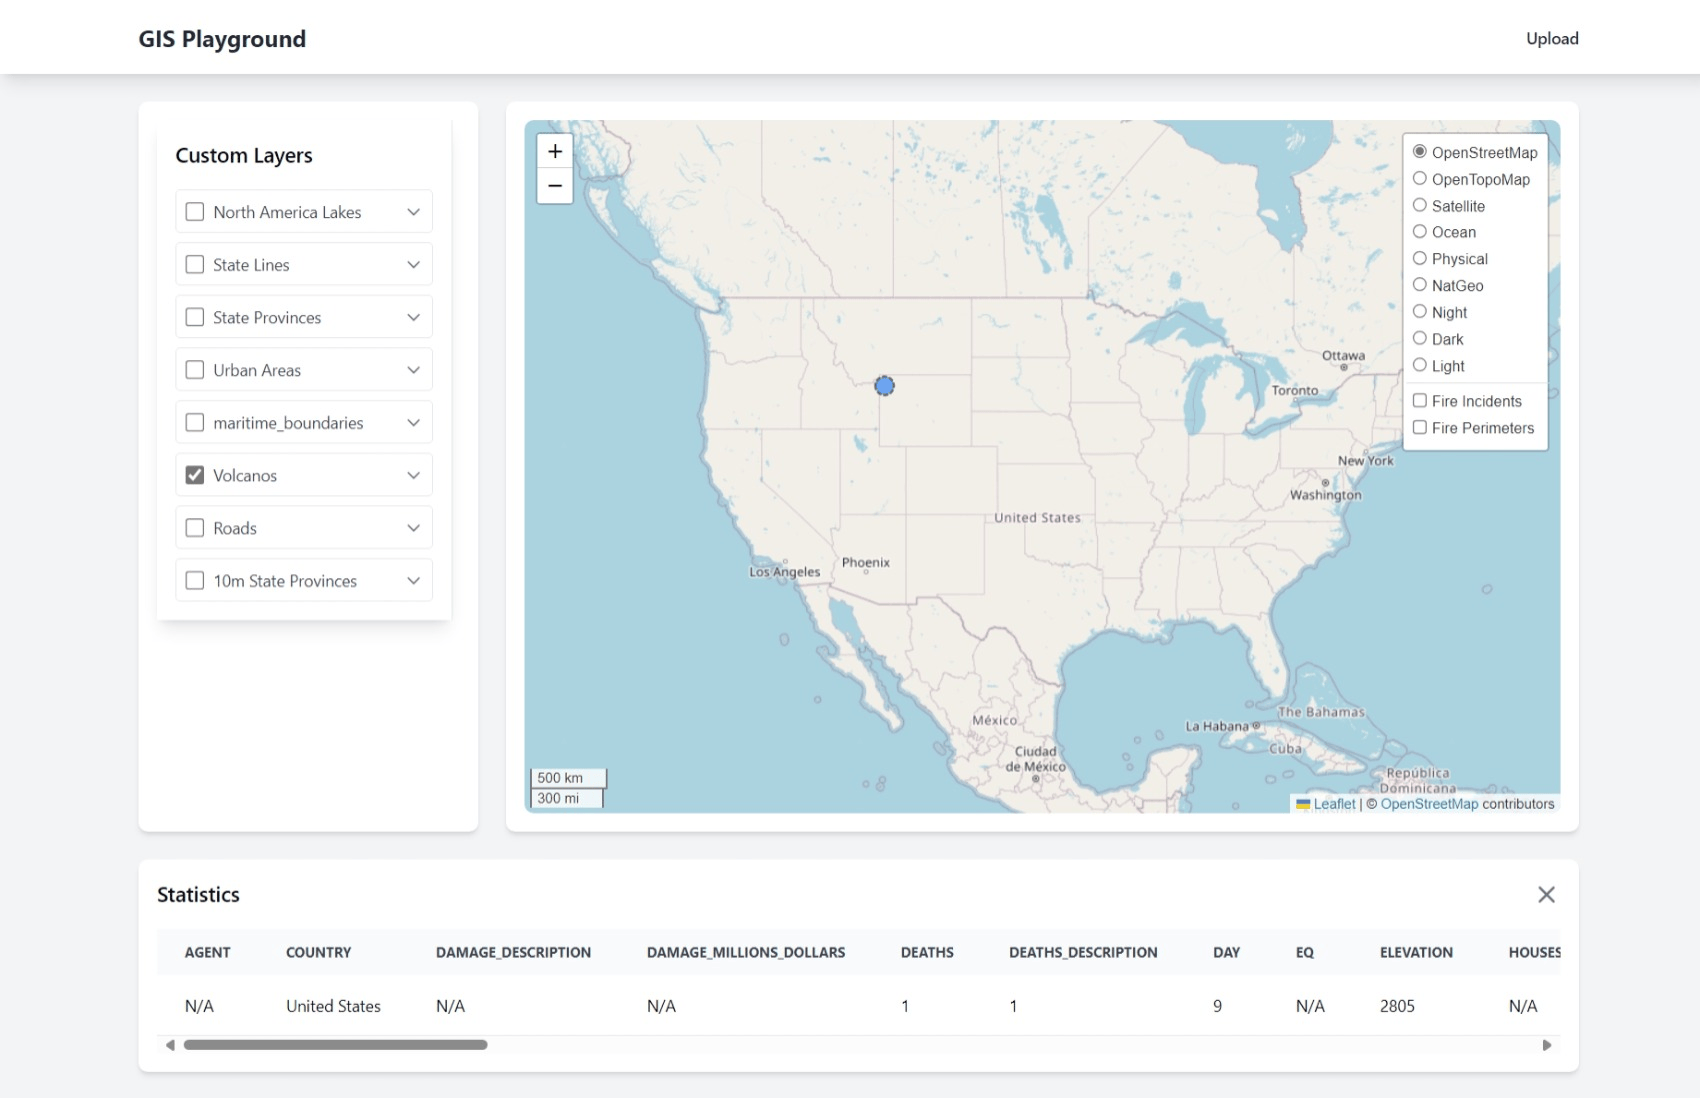 GIS Playground
Upload
Custom Layers
North America Lakes
State Lines
State Provinces
Urban Areas
maritime_boundaries
Volcanos
Roads
10m State Provinces
+
−
OpenStreetMap
OpenTopoMap
Satellite
Ocean
Physical
NatGeo
Night
Dark
Light
Fire Incidents
Fire Perimeters
Ottawa
Toronto
New York
Washington
United States
Phoenix
Los Angeles
México
Ciudad
de México
La Habana
The Bahamas
Cuba
República
Dominicana
500 km
300 mi
Leaflet | © OpenStreetMap contributors
Statistics
AGENT COUNTRY DAMAGE_DESCRIPTION DAMAGE_MILLIONS_DOLLARS DEATHS DEATHS_DESCRIPTION DAY EQ ELEVATION HOUSES
N/A United States N/A N/A 1 1 9 N/A 2805 N/A